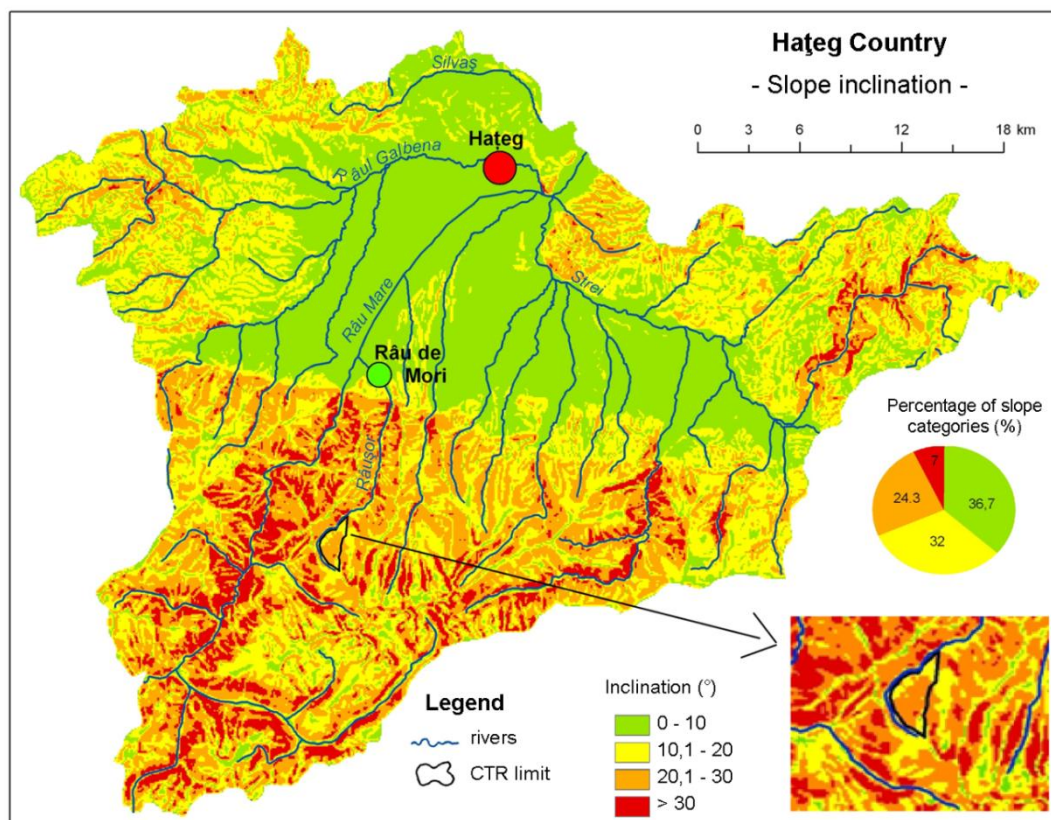 Haţeg Country
- Slope inclination -
0 3 6 12 18 km
Silvaş
Haţeg
Râul Galbena
Strei
Râu Mare
Râu de
Mori
Râuşor
Percentage of slope
categories (%)
7
24.3
36,7
32
Legend
rivers
CTR limit
Inclination (°)
0 - 10
10,1 - 20
20,1 - 30
> 30